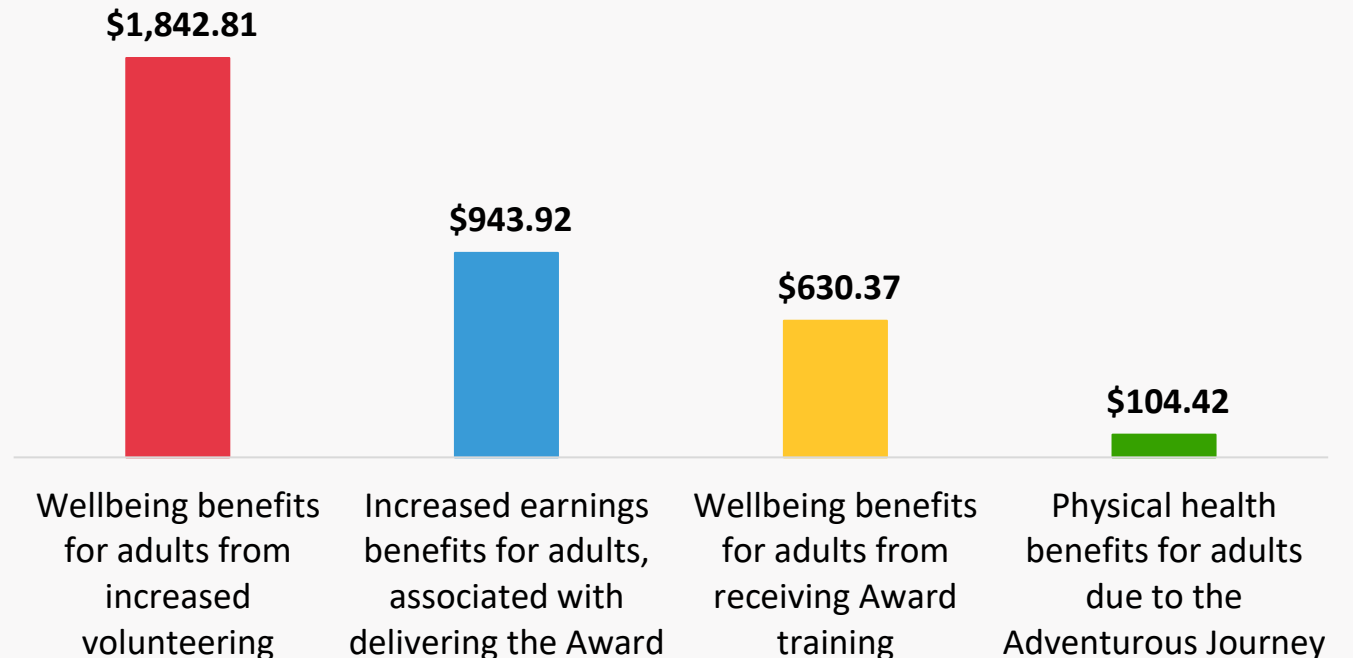 $1,842.81
$943.92
$630.37
$104.42
Wellbeing benefits
for adults from
increased
volunteering
Increased earnings
benefits for adults,
associated with
delivering the Award
Wellbeing benefits
for adults from
receiving Award
training
Physical health
benefits for adults
due to the
Adventurous Journey